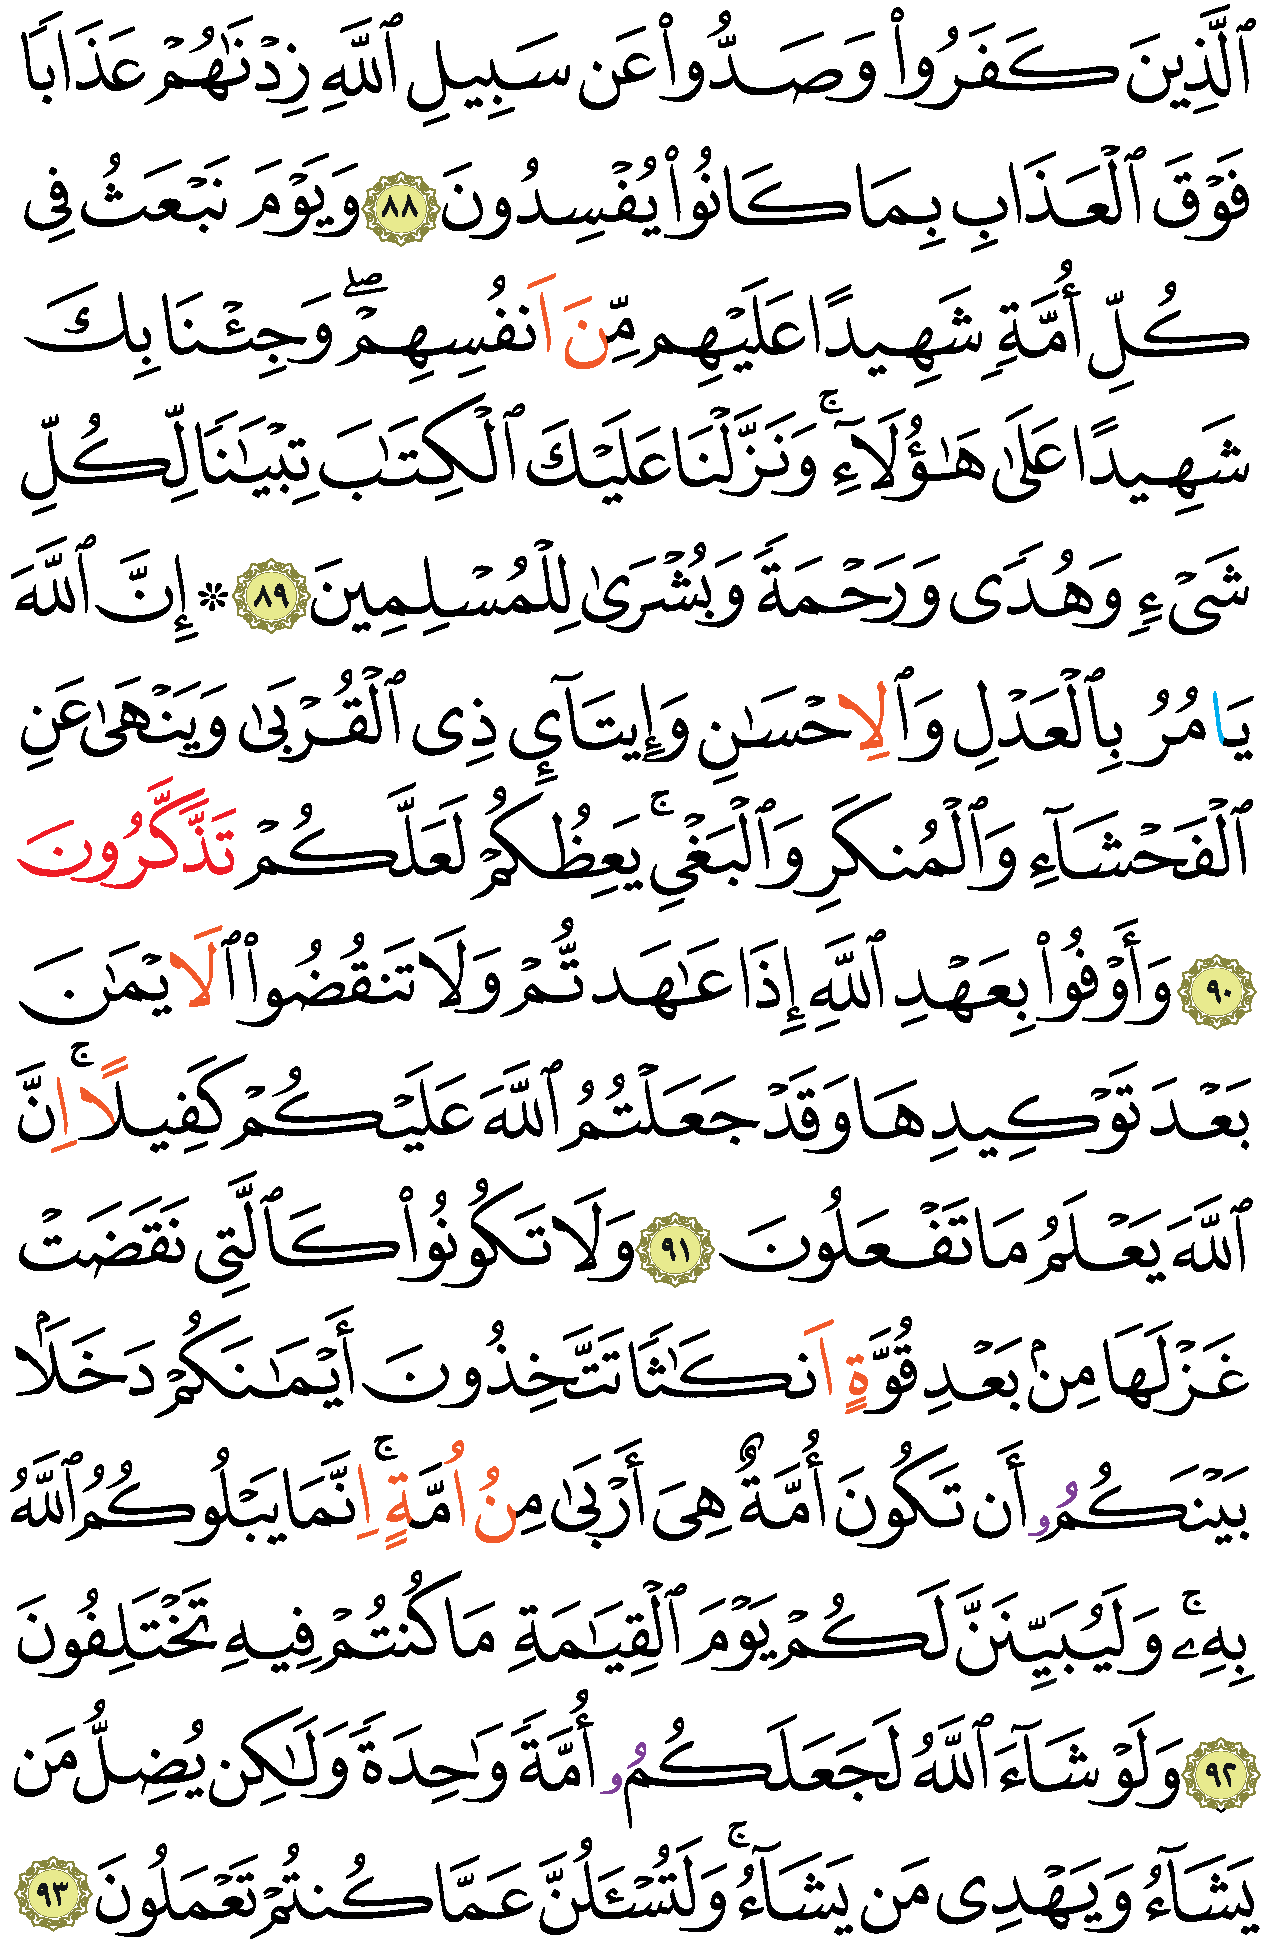 ٱلَّذِينَ كَفَرُواْ وَصَدُّواْ عَن سَبِيلِ ٱللَّهِ زِدْنَٰهُمْ عَذَابًا
فَوْقَ ٱلْعَذَابِ بِمَا كَانُواْ يُفْسِدُونَ ٨٨ وَيَوْمَ نَبْعَثُ فِى
كُلِّ أُمَّةٍ شَهِيدًا عَلَيْهِم مِّنَ اَنفُسِهِمْ ۖ وَجِئْنَا بِكَ
شَهِيدًا عَلَىٰ هَٰٓؤُلَآءِ ۚ وَنَزَّلْنَا عَلَيْكَ ٱلْكِتَٰبَ تِبْيَٰنًا لِّكُلِّ
شَىْءٍ وَهُدًى وَرَحْمَةً وَبُشْرَىٰ لِلْمُسْلِمِينَ ٨٩ ۞ إِنَّ ٱللَّهَ
يَامُرُ بِٱلْعَدْلِ وَٱلِاحْسَٰنِ وَإِيتَآئِ ذِى ٱلْقُرْبَىٰ وَيَنْهَىٰ عَنِ
ٱلْفَحْشَآءِ وَٱلْمُنكَرِ وَٱلْبَغْىِ ۚ يَعِظُكُمْ لَعَلَّكُمْ تَذَّكَّرُونَ
٩٠ وَأَوْفُواْ بِعَهْدِ ٱللَّهِ إِذَا عَٰهَدتُّمْ وَلَا تَنقُضُواْ ٱلَايْمَٰنَ
بَعْدَ تَوْكِيدِهَا وَقَدْ جَعَلْتُمُ ٱللَّهَ عَلَيْكُمْ كَفِيلًا ۚ اِنَّ
ٱللَّهَ يَعْلَمُ مَا تَفْعَلُونَ ٩١ وَلَا تَكُونُواْ كَٱلَّتِى نَقَضَتْ
غَزْلَهَا مِنۢ بَعْدِ قُوَّةٍ اَنكَٰثًا تَتَّخِذُونَ أَيْمَٰنَكُمْ دَخَلَۢا
بَيْنَكُمُۥ أَن تَكُونَ أُمَّةٌ هِىَ أَرْبَىٰ مِنُ اُمَّةٍ ۚ اِنَّمَا يَبْلُوكُمُ ٱللَّهُ
بِهِۦ ۚ وَلَيُبَيِّنَنَّ لَكُمْ يَوْمَ ٱلْقِيَٰمَةِ مَا كُنتُمْ فِيهِ تَخْتَلِفُونَ
٩٢ وَلَوْ شَآءَ ٱللَّهُ لَجَعَلَكُمُۥ أُمَّةً وَٰحِدَةً وَلَٰكِن يُضِلُّ مَن
يَشَآءُ وَيَهْدِى مَن يَشَآءُ ۚ وَلَتُسْـَٔلُنَّ عَمَّا كُنتُمْ تَعْمَلُونَ ٩٣